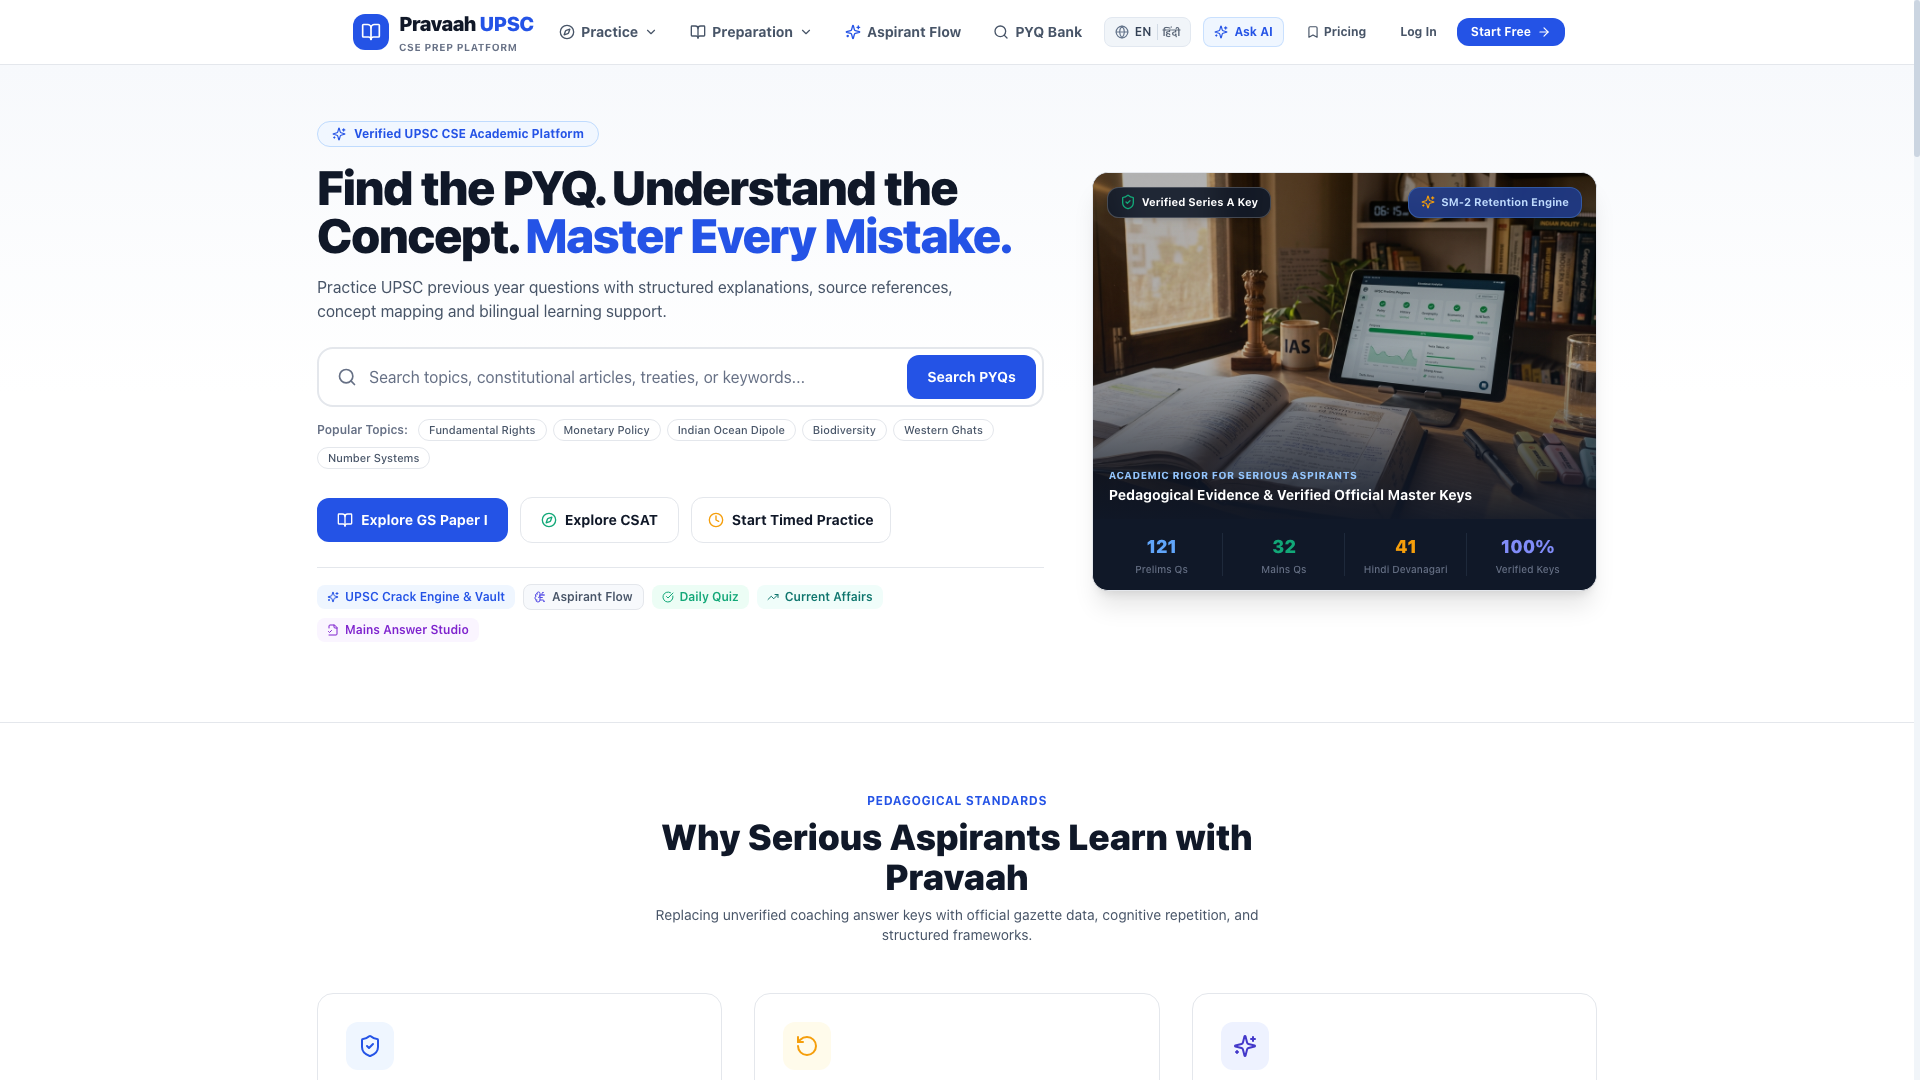 Pravaah UPSC
CSE PREP PLATFORM
Practice
Preparation
Aspirant Flow
PYQ Bank
EN
हिंदी
Ask AI
Pricing
Log In
Start Free
Verified UPSC CSE Academic Platform
Find the PYQ. Understand the
Concept. Master Every Mistake.
Practice UPSC previous year questions with structured explanations, source references,
concept mapping and bilingual learning support.
Search topics, constitutional articles, treaties, or keywords...
Search PYQs
Popular Topics:
Fundamental Rights
Monetary Policy
Indian Ocean Dipole
Biodiversity
Western Ghats
Number Systems
Explore GS Paper I
Explore CSAT
Start Timed Practice
UPSC Crack Engine & Vault
Aspirant Flow
Daily Quiz
Current Affairs
Mains Answer Studio
Verified Series A Key
SM-2 Retention Engine
06:15
INDIAN POLITY
IAS
ACADEMIC RIGOR FOR SERIOUS ASPIRANTS
Pedagogical Evidence & Verified Official Master Keys
121
Prelims Qs
32
Mains Qs
41
Hindi Devanagari
100%
Verified Keys
PEDAGOGICAL STANDARDS
Why Serious Aspirants Learn with
Pravaah
Replacing unverified coaching answer keys with official gazette data, cognitive repetition, and
structured frameworks.